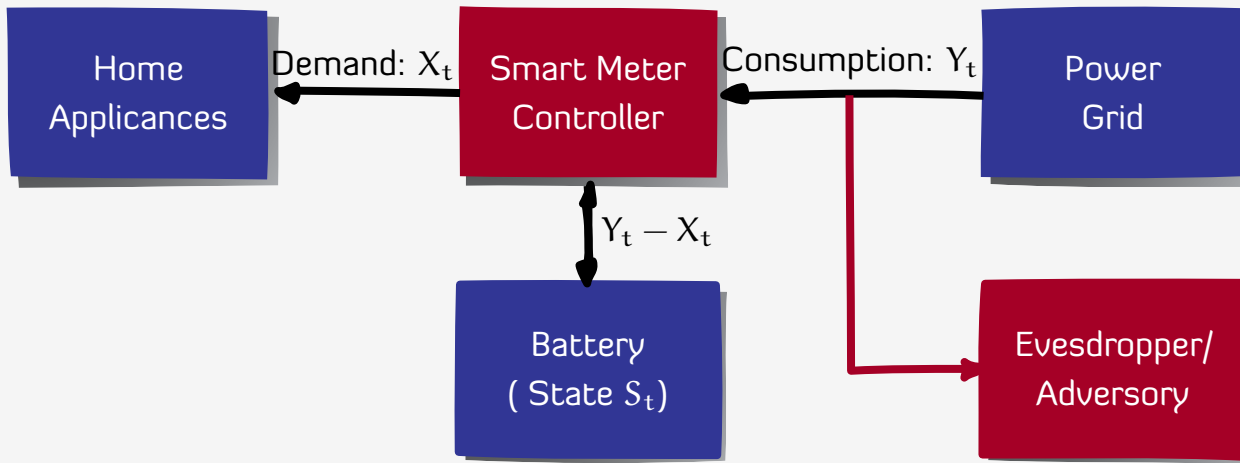 Home
Applicances
Demand: Xₜ
Smart Meter
Controller
Consumption: Yₜ
Power
Grid
Yₜ − Xₜ
Battery
( State Sₜ)
Evesdropper/
Adversory